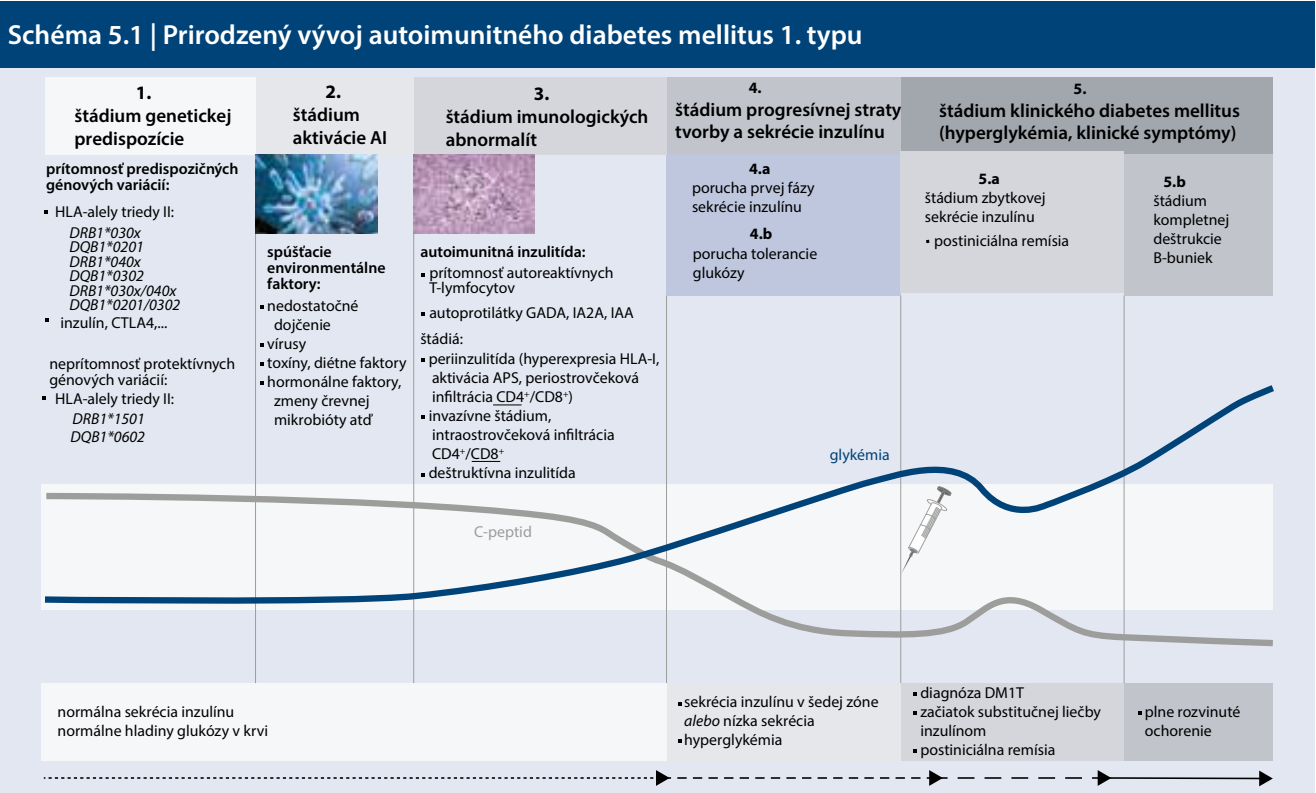 Schéma 5.1 | Prirodzený vývoj autoimunitného diabetes mellitus 1. typu
1.
štádium genetickej
predispozície
prítomnosť predispozičných
génových variácií:
▪ HLA-alely triedy II:
DRB1*030x
DQB1*0201
DRB1*040x
DQB1*0302
DRB1*030x/040x
DQB1*0201/0302
▪ inzulín, CTLA4,...
neprítomnosť protektívnych
génových variácií:
▪ HLA-alely triedy II:
DRB1*1501
DQB1*0602
2.
štádium
aktivácie AI
spúšťacie
environmentálne
faktory:
▪ nedostatočné
dojčenie
▪ vírusy
▪ toxíny, diétne faktory
▪ hormonálne faktory,
zmeny črevnej
mikrobióty atď
3.
štádium imunologických
abnormalít
autoimunitná inzulitída:
▪ prítomnosť autoreaktívnych
T-lymfocytov
▪ autoprotilátky GADA, IA2A, IAA
štádiá:
▪ periinzulitída (hyperexpresia HLA-I,
aktivácia APS, periostrovčeková
infiltrácia CD4⁺/CD8⁺)
▪ invazívne štádium,
intraostrovčeková infiltrácia
CD4⁺/CD8⁺
▪ deštruktívna inzulitída
4.
štádium progresívnej straty
tvorby a sekrécie inzulínu
4.a
porucha prvej fázy
sekrécie inzulínu
4.b
porucha tolerancie
glukózy
5.
štádium klinického diabetes mellitus
(hyperglykémia, klinické symptómy)
5.a
štádium zbytkovej
sekrécie inzulínu
▪ postiniciálna remísia
5.b
štádium
kompletnej
deštrukcie
B-buniek
glykémia
C-peptid
normálna sekrécia inzulínu
normálne hladiny glukózy v krvi
▪ sekrécia inzulínu v šedej zóne
alebo nízka sekrécia
▪ hyperglykémia
▪ diagnóza DM1T
▪ začiatok substitučnej liečby
inzulínom
▪ postiniciálna remísia
▪ plne rozvinuté
ochorenie